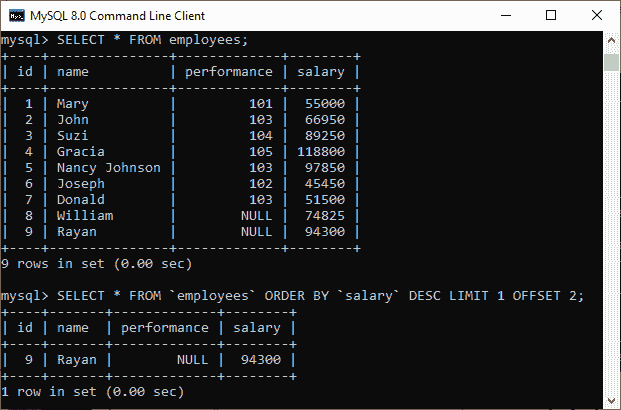 MySQL 8.0 Command Line Client
mysql> SELECT * FROM employees;
+----+---------------+-------------+--------+
| id | name          | performance | salary |
+----+---------------+-------------+--------+
|  1 | Mary          |         101 |  55000 |
|  2 | John          |         103 |  66950 |
|  3 | Suzi          |         104 |  89250 |
|  4 | Gracia        |         105 | 118800 |
|  5 | Nancy Johnson |         103 |  97850 |
|  6 | Joseph        |         102 |  45450 |
|  7 | Donald        |         103 |  51500 |
|  8 | William       |        NULL |  74825 |
|  9 | Rayan         |        NULL |  94300 |
+----+---------------+-------------+--------+
9 rows in set (0.00 sec)
mysql> SELECT * FROM `employees` ORDER BY `salary` DESC LIMIT 1 OFFSET 2;
+----+-------+-------------+--------+
| id | name  | performance | salary |
+----+-------+-------------+--------+
|  9 | Rayan |        NULL |  94300 |
+----+-------+-------------+--------+
1 row in set (0.00 sec)